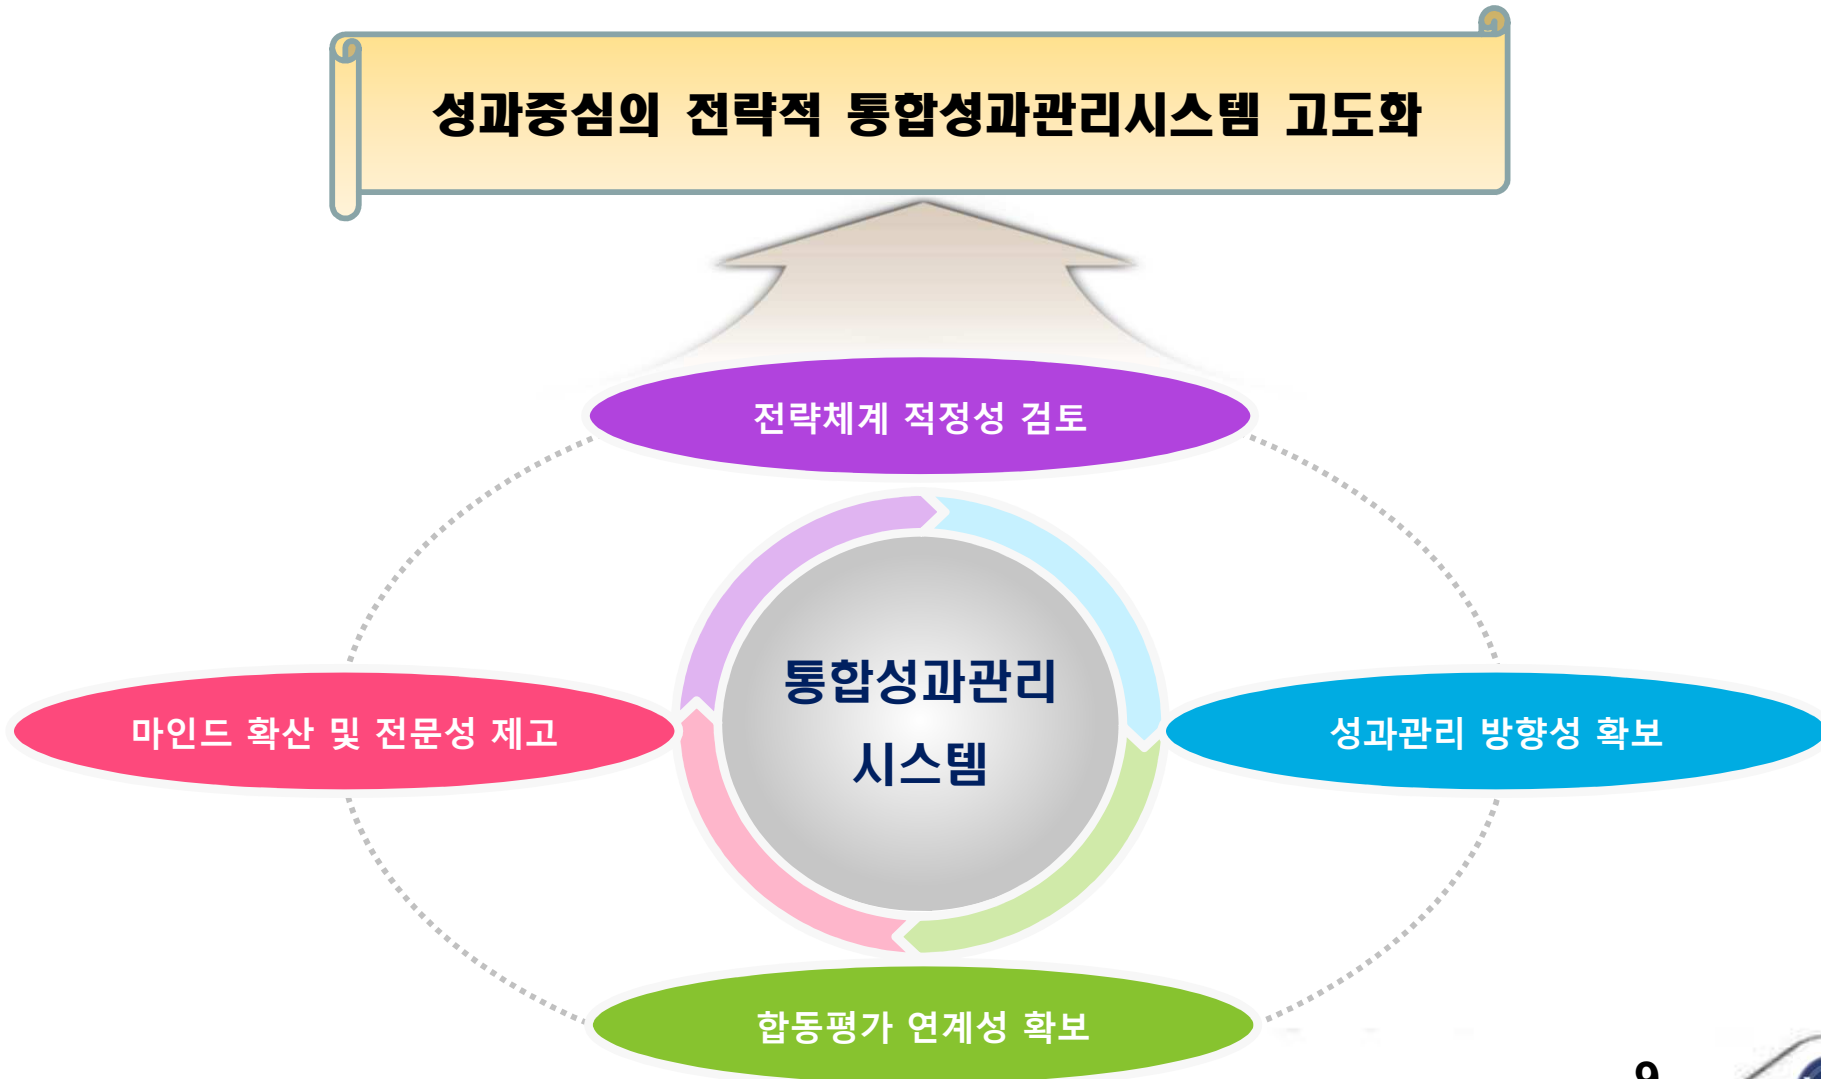 성과중심의 전략적 통합성과관리시스템 고도화
전략체계 적정성 검토
통합성과관리
시스템
마인드 확산 및 전문성 제고
성과관리 방향성 확보
합동평가 연계성 확보
9